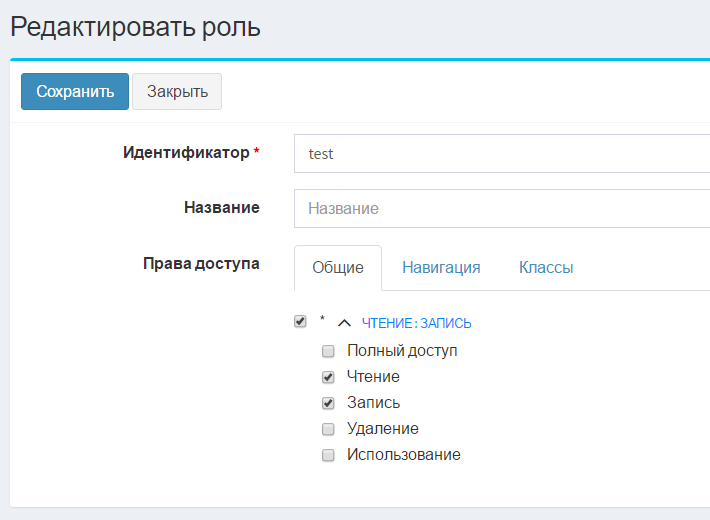 Редактировать роль
Сохранить Закрыть
Идентификатор * test
Название Название
Права доступа Общие Навигация Классы
* ЧТЕНИЕ:ЗАПИСЬ
Полный доступ
Чтение
Запись
Удаление
Использование